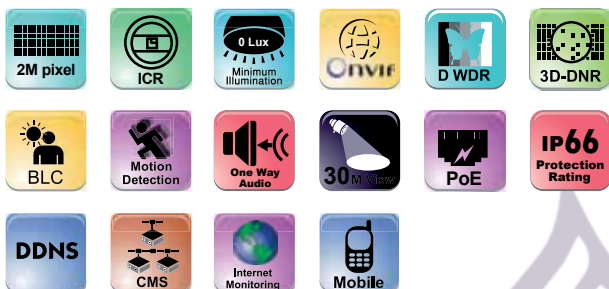 2M pixel
ICR
0 Lux
Minimum
Illumination
Onvif
D WDR
3D-DNR
BLC
Motion
Detection
One Way
Audio
30M View
PoE
IP66
Protection
Rating
DDNS
CMS
Internet
Monitoring
Mobile